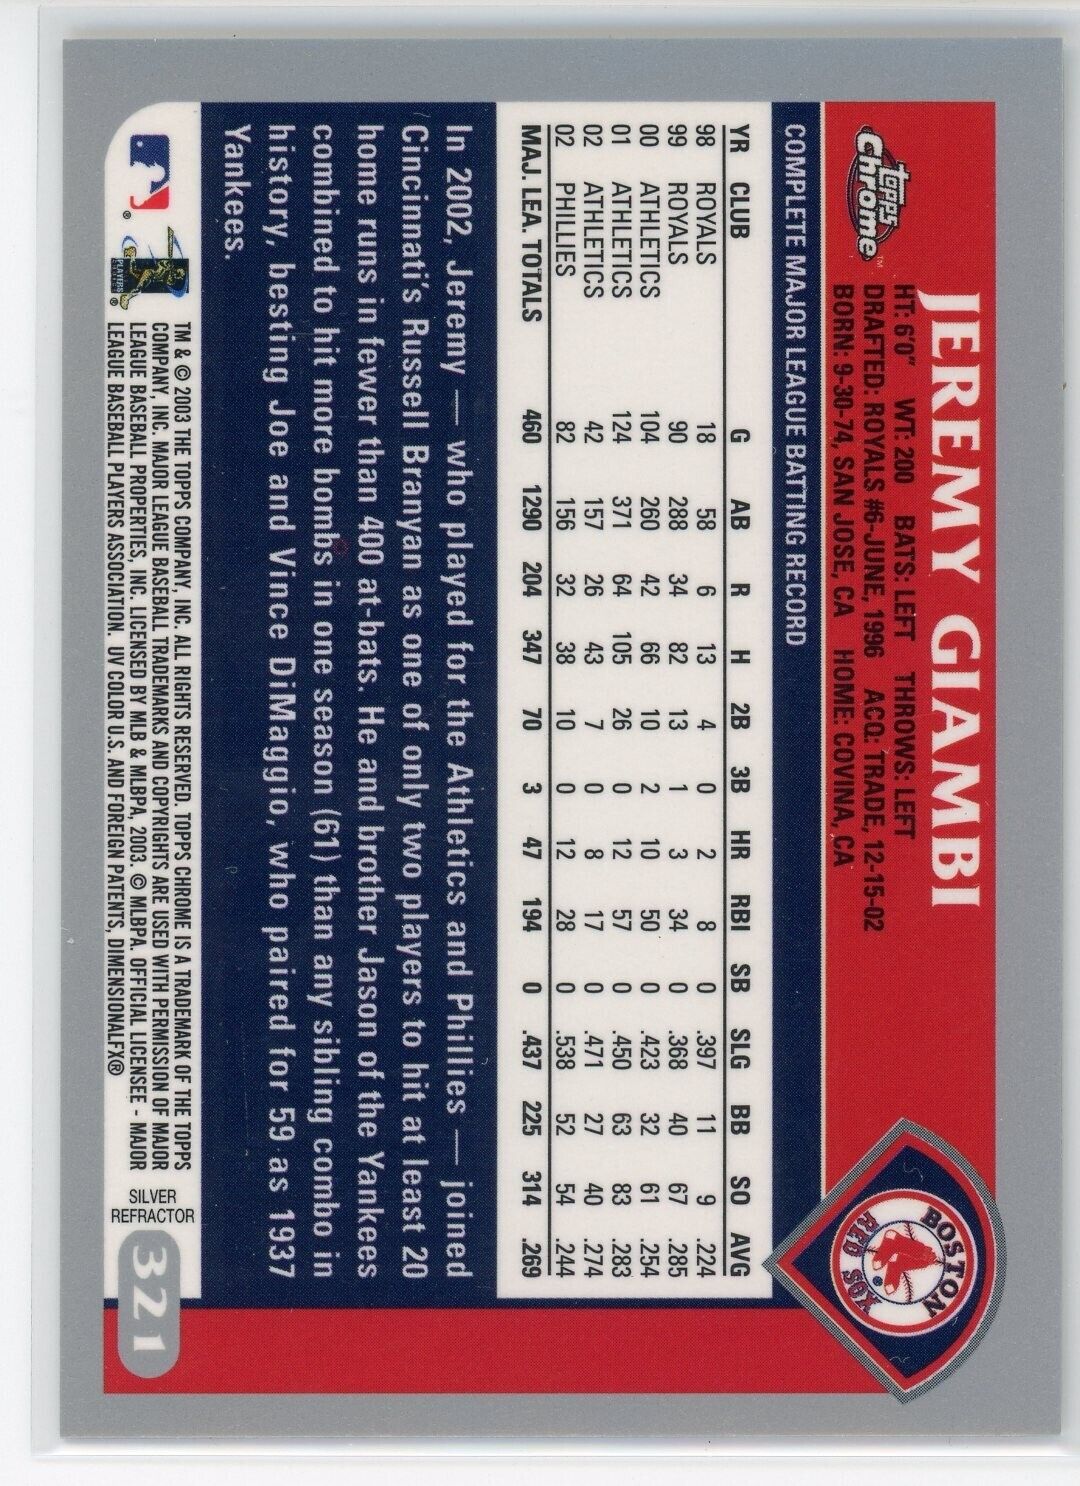 topps Chrome™
JEREMY GIAMBI
HT: 6'0" WT: 200 BATS: LEFT THROWS: LEFT
DRAFTED: ROYALS #6-JUNE, 1996 ACQ: TRADE, 12-15-02
BORN: 9-30-74, SAN JOSE, CA HOME: COVINA, CA
BOSTON
RED SOX
COMPLETE MAJOR LEAGUE BATTING RECORD
YR CLUB G AB R H 2B 3B HR RBI SB SLG BB SO AVG
98 ROYALS 18 58 6 13 4 0 2 8 0 .397 11 9 .224
99 ROYALS 90 288 34 82 13 1 3 34 0 .368 40 67 .285
00 ATHLETICS 104 260 42 66 10 2 10 50 0 .423 32 61 .254
01 ATHLETICS 124 371 64 105 26 0 12 57 0 .450 63 83 .283
02 ATHLETICS 42 157 26 43 7 0 8 17 0 .471 27 40 .274
02 PHILLIES 82 156 32 38 10 0 12 28 0 .538 52 54 .244
MAJ. LEA. TOTALS 460 1290 204 347 70 3 47 194 0 .437 225 314 .269
In 2002, Jeremy — who played for the Athletics and Phillies — joined
Cincinnati's Russell Branyan as one of only two players to hit at least 20
home runs in fewer than 400 at-bats. He and brother Jason of the Yankees
combined to hit more bombs in one season (61) than any sibling combo in
history, besting Joe and Vince DiMaggio, who paired for 59 as 1937
Yankees.
®
PLAYERS
CHOICE ®
TM & © 2003 THE TOPPS COMPANY, INC. ALL RIGHTS RESERVED. TOPPS CHROME IS A TRADEMARK OF THE TOPPS
COMPANY, INC. MAJOR LEAGUE BASEBALL TRADEMARKS AND COPYRIGHTS ARE USED WITH PERMISSION OF MAJOR
LEAGUE BASEBALL PROPERTIES, INC. LICENSED BY MLB & MLBPA, 2003. © MLBPA. OFFICIAL LICENSEE - MAJOR
LEAGUE BASEBALL PLAYERS ASSOCIATION. UV COLOR U.S. AND FOREIGN PATENTS, DIMENSIONALFX®
SILVER
REFRACTOR
321